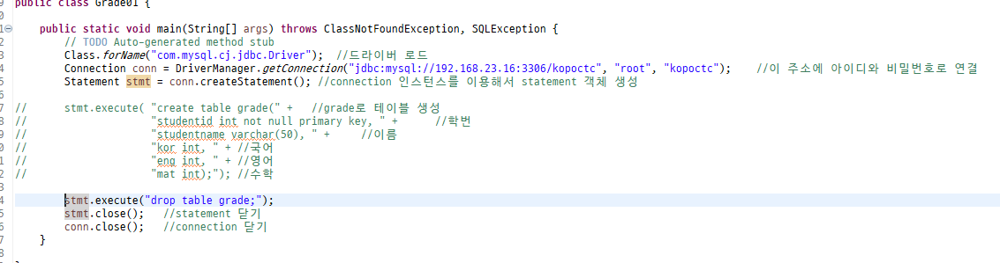 public class Grade01 {
public static void main(String[] args) throws ClassNotFoundException, SQLException {
// TODO Auto-generated method stub
Class.forName("com.mysql.cj.jdbc.Driver");  //드라이버 로드
Connection conn = DriverManager.getConnection("jdbc:mysql://192.168.23.16:3306/kopoctc", "root", "kopoctc");    //이 주소에 아이디와 비밀번호로 연결
Statement stmt = conn.createStatement(); //connection 인스턴스를 이용해서 statement 객체 생성
//      stmt.execute( "create table grade(" +   //grade로 테이블 생성
//                    "studentid int not null primary key, " +      //학번
//                    "studentname varchar(50), " +     //이름
//                    "kor int, " + //국어
//                    "eng int, " + //영어
//                    "mat int);"); //수학
stmt.execute("drop table grade;");
stmt.close();   //statement 닫기
conn.close();   //connection 닫기
}